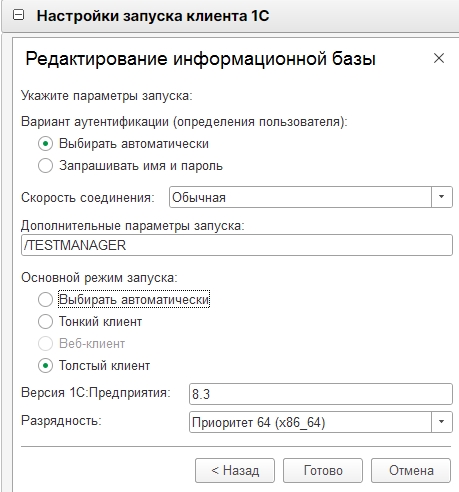 Настройки запуска клиента 1С
Редактирование информационной базы
Укажите параметры запуска:
Вариант аутентификации (определения пользователя):
Выбирать автоматически
Запрашивать имя и пароль
Скорость соединения: Обычная
Дополнительные параметры запуска:
/TESTMANAGER
Основной режим запуска:
Выбирать автоматически
Тонкий клиент
Веб-клиент
Толстый клиент
Версия 1С:Предприятия: 8.3
Разрядность: Приоритет 64 (x86_64)
< Назад Готово Отмена